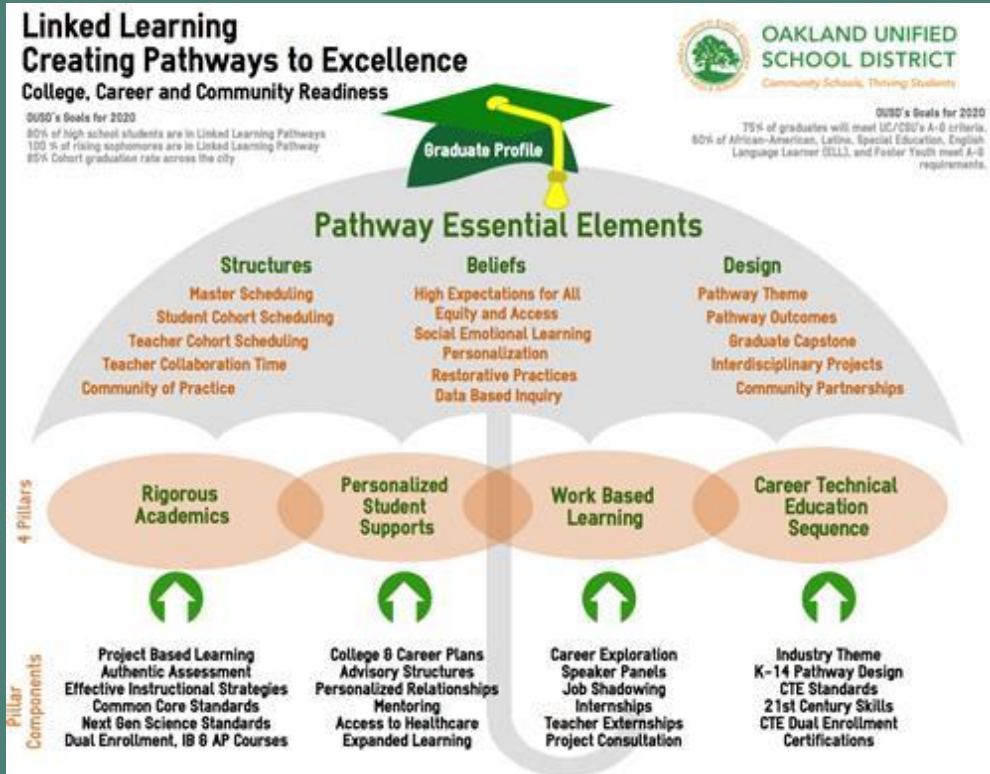 Linked Learning
Creating Pathways to Excellence
College, Career and Community Readiness
OUSD's Goals for 2020
80% of high school students are in Linked Learning Pathways
100 % of rising sophomores are in Linked Learning Pathway
85% Cohort graduation rate across the city
OAKLAND UNIFIED
SCHOOL DISTRICT
Community Schools, Thriving Students
OUSD's Goals for 2020
75% of graduates will meet UC/CSU's A-G criteria.
60% of African-American, Latino, Special Education, English
Language Learner (ELL), and Foster Youth meet A-G
requirements.
Graduate Profile
Pathway Essential Elements
Structures
Master Scheduling
Student Cohort Scheduling
Teacher Cohort Scheduling
Teacher Collaboration Time
Community of Practice
Beliefs
High Expectations for All
Equity and Access
Social Emotional Learning
Personalization
Restorative Practices
Data Based Inquiry
Design
Pathway Theme
Pathway Outcomes
Graduate Capstone
Interdisciplinary Projects
Community Partnerships
4 Pillars
Rigorous
Academics
Personalized
Student
Supports
Work Based
Learning
Career Technical
Education
Sequence
Pillar
Components
Project Based Learning
Authentic Assessment
Effective Instructional Strategies
Common Core Standards
Next Gen Science Standards
Dual Enrollment, IB & AP Courses
College & Career Plans
Advisory Structures
Personalized Relationships
Mentoring
Access to Healthcare
Expanded Learning
Career Exploration
Speaker Panels
Job Shadowing
Internships
Teacher Externships
Project Consultation
Industry Theme
K-14 Pathway Design
CTE Standards
21st Century Skills
CTE Dual Enrollment
Certifications